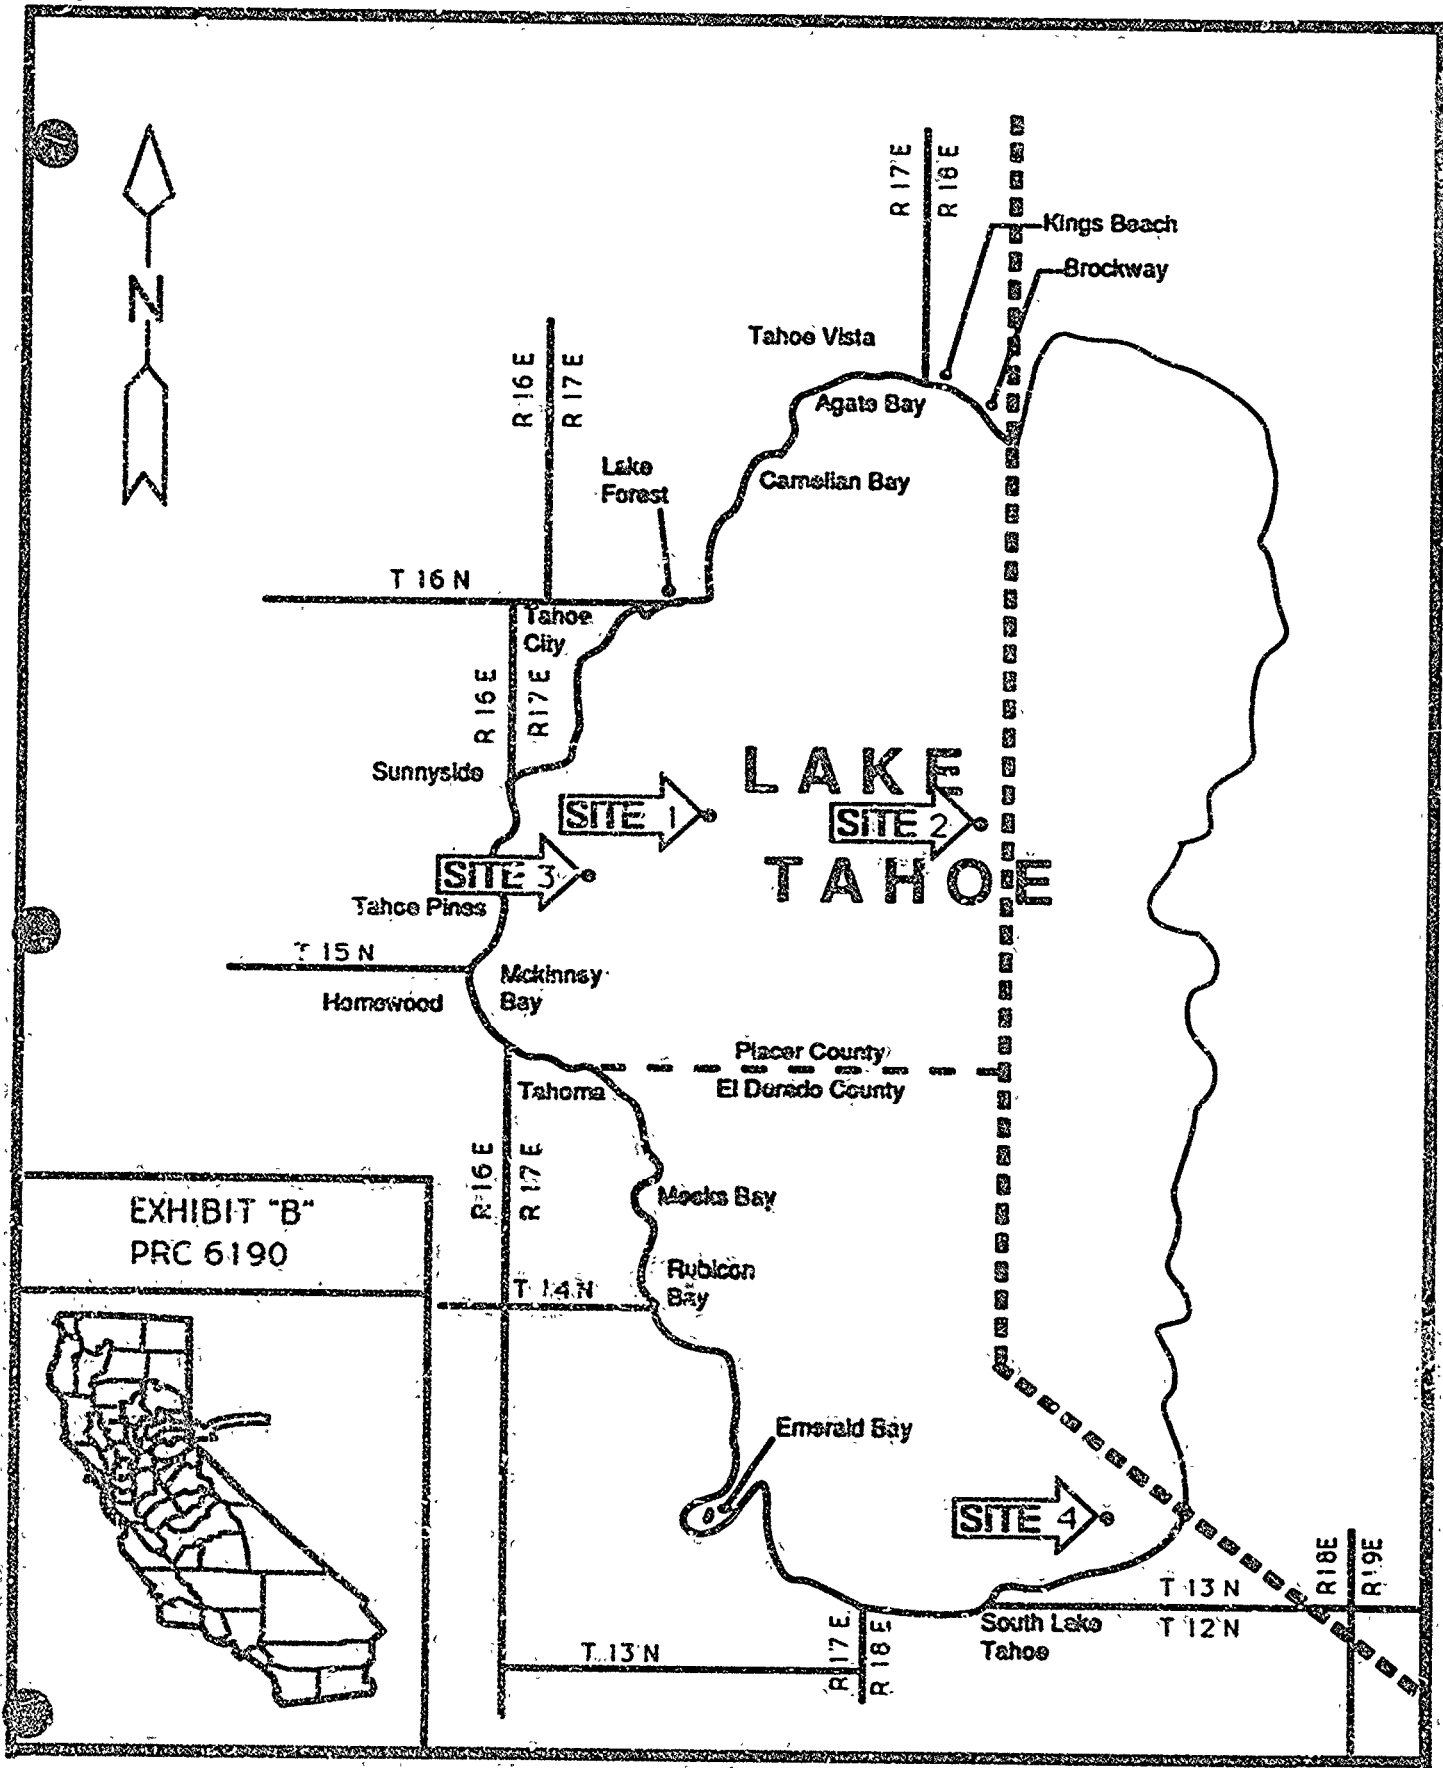 R 17 E
R 18 E
Kings Beach
Brockway
N
Tahoe Vista
R 16 E
R 17 E
Agate Bay
Lake
Forest
Carnelian Bay
T 16 N
Tahoe
City
R 16 E
R 17 E
Sunnyside
LAKE
SITE 1
SITE 2
SITE 3
TAHOE
Tahoe Pines
T 15 N
Mckinney
Bay
Homewood
Placer County
El Dorado County
Tahoma
R 16 E
R 17 E
Meeks Bay
EXHIBIT "B"
PRC 6190
Rubicon
Bay
T 14 N
Emerald Bay
SITE 4
R 18 E
R 19 E
T 13 N
T 12 N
South Lake
Tahoe
R 17 E
R 18 E
T 13 N